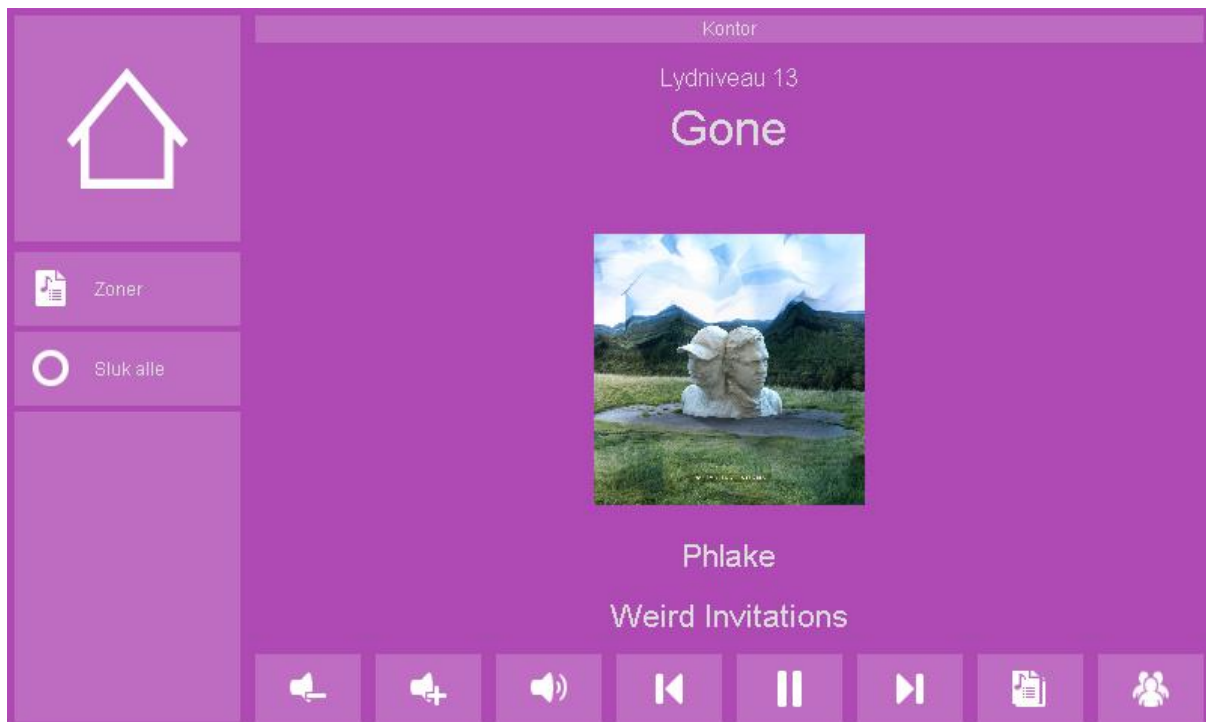 Kontor
Lydniveau 13
Gone
Zoner
Sluk alle
Phlake
Weird Invitations